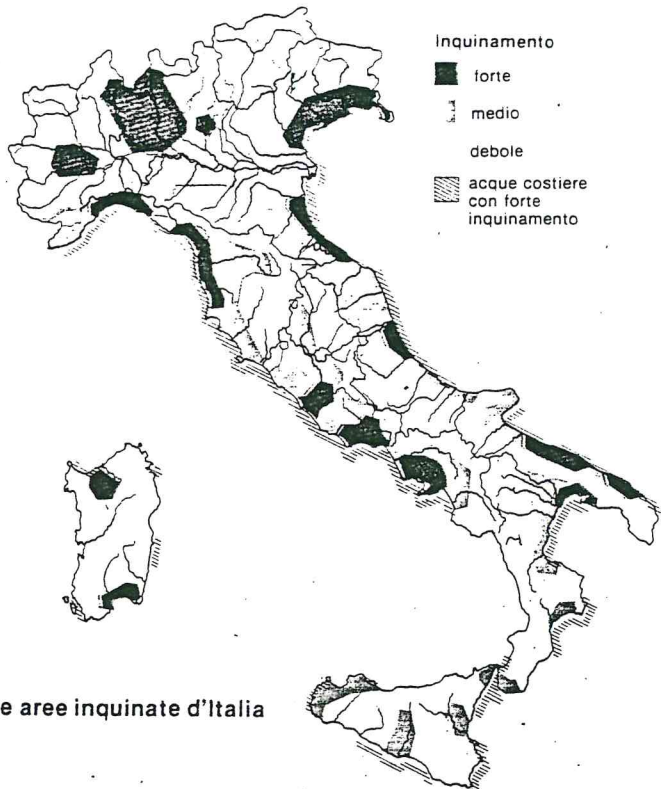 Inquinamento
forte
medio
debole
acque costiere
con forte
inquinamento
e aree inquinate d'Italia